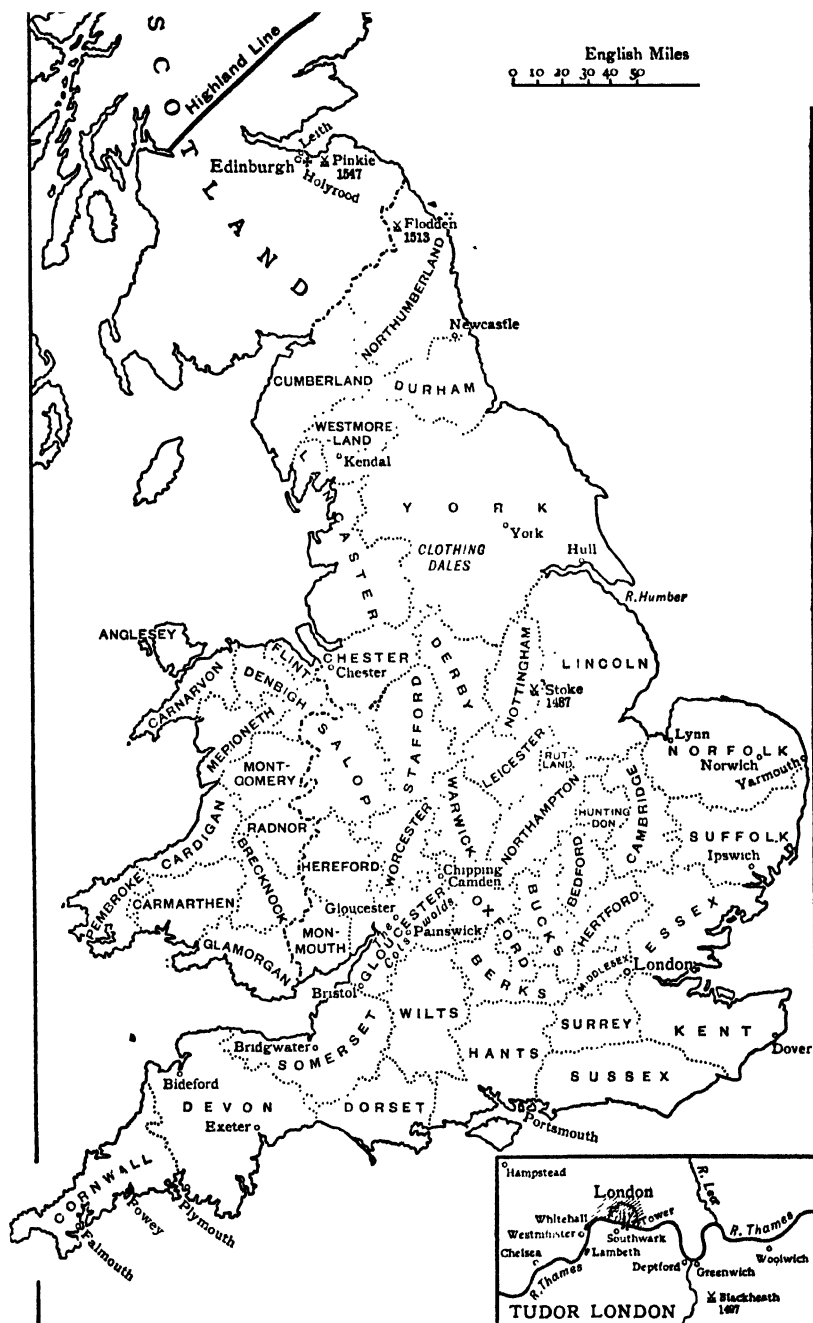 English Miles
0 10 20 30 40 50
SCOTLAND
Highland Line
Leith
Edinburgh
Holyrood
Pinkie
1547
Flodden
1513
NORTHUMBERLAND
Newcastle
CUMBERLAND
DURHAM
WESTMORE
-LAND
Kendal
LANCASTER
YORK
York
CLOTHING
DALES
Hull
R. Humber
ANGLESEY
FLINT
CHESTER
Chester
CARNARVON
DENBIGH
DERBY
NOTTINGHAM
LINCOLN
Stoke
1487
MERIONETH
SALOP
STAFFORD
LEICESTER
RUT-
LAND
Lynn
NORFOLK
Norwich
Yarmouth
MONT-
GOMERY
WARWICK
NORTHAMPTON
HUNTING
DON
CAMBRIDGE
SUFFOLK
Ipswich
CARDIGAN
RADNOR
HEREFORD
WORCESTER
Chipping
Camden
BEDFORD
BRECKNOCK
PEMBROKE
CARMARTHEN
Gloucester
GLOUCESTER
The Cotswolds
Painswick
OXFORD
BUCKS
HERTFORD
ESSEX
GLAMORGAN
MON-
MOUTH
BERKS
MIDDLESEX
London
Bristol
WILTS
SURREY
KENT
Dover
Bridgwater
SOMERSET
HANTS
SUSSEX
Bideford
DEVON
DORSET
Exeter
Portsmouth
CORNWALL
Fowey
Plymouth
Falmouth
Hampstead
London
R. Lea
Whitehall
Tower
Westminster
Southwark
R. Thames
Chelsea
Lambeth
Woolwich
R. Thames
Deptford
Greenwich
Blackheath
1497
TUDOR LONDON